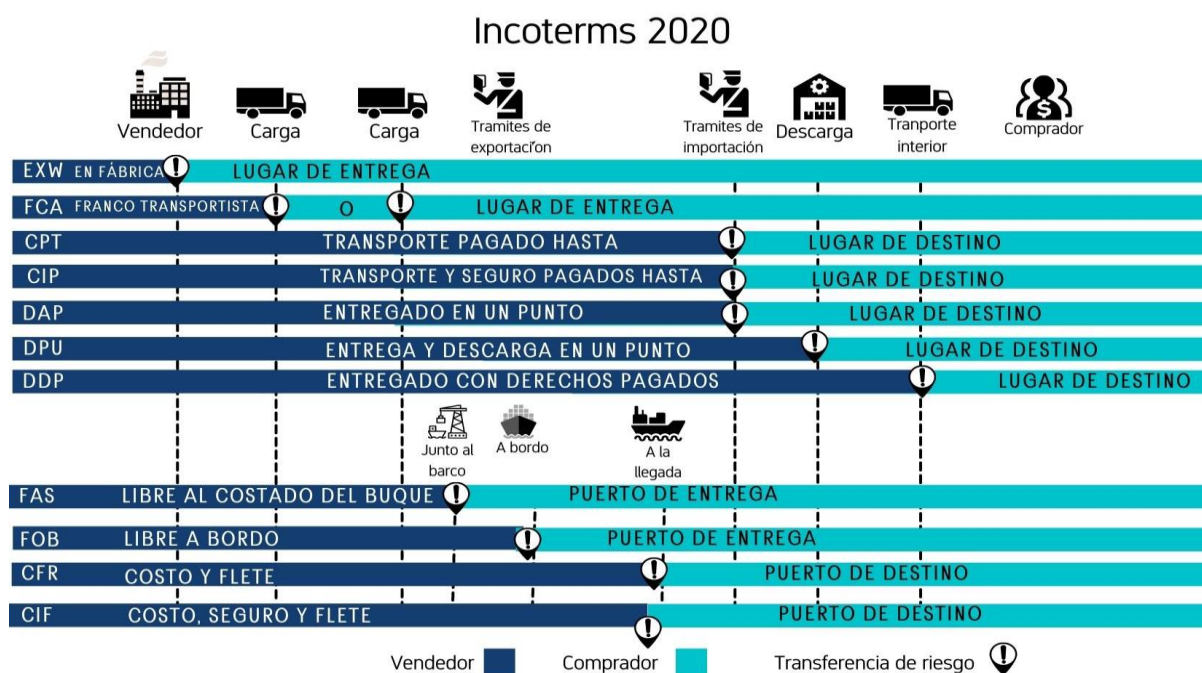 Incoterms 2020
Vendedor
Carga
Carga
Tramites de
exportací'on
Tramites de
importación
Descarga
Tranporte
interior
Comprador
EXW EN FÁBRICA LUGAR DE ENTREGA
FCA FRANCO TRANSPORTISTA O LUGAR DE ENTREGA
CPT TRANSPORTE PAGADO HASTA LUGAR DE DESTINO
CIP TRANSPORTE Y SEGURO PAGADOS HASTA LUGAR DE DESTINO
DAP ENTREGADO EN UN PUNTO LUGAR DE DESTINO
DPU ENTREGA Y DESCARGA EN UN PUNTO LUGAR DE DESTINO
DDP ENTREGADO CON DERECHOS PAGADOS LUGAR DE DESTINO
Junto al
barco
A bordo
A la
llegada
FAS LIBRE AL COSTADO DEL BUQUE PUERTO DE ENTREGA
FOB LIBRE A BORDO PUERTO DE ENTREGA
CFR COSTO Y FLETE PUERTO DE DESTINO
CIF COSTO, SEGURO Y FLETE PUERTO DE DESTINO
Vendedor Comprador Transferencia de riesgo